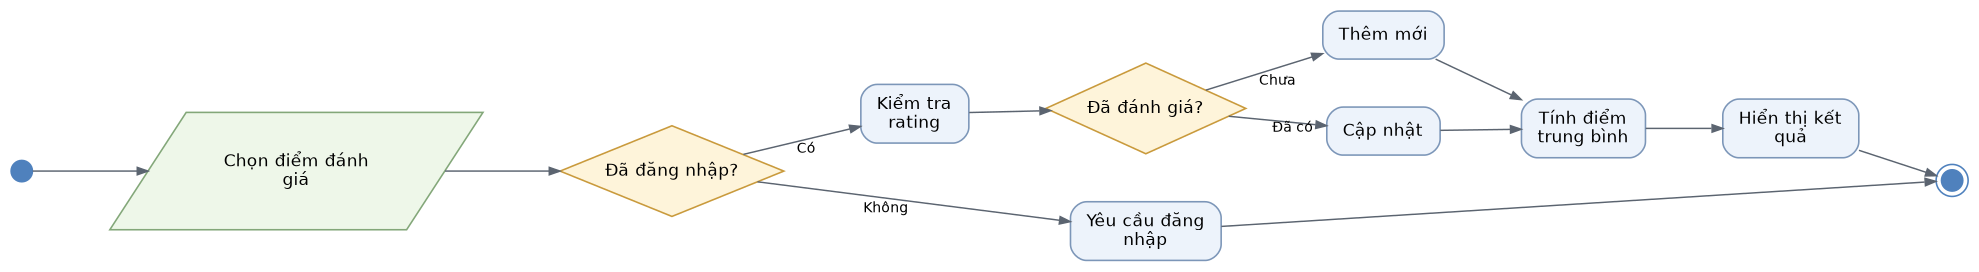 Chọn điểm đánh
giá
Đã đăng nhập?
Có
Không
Kiểm tra
rating
Đã đánh giá?
Chưa
Đã có
Thêm mới
Cập nhật
Yêu cầu đăng
nhập
Tính điểm
trung bình
Hiển thị kết
quả